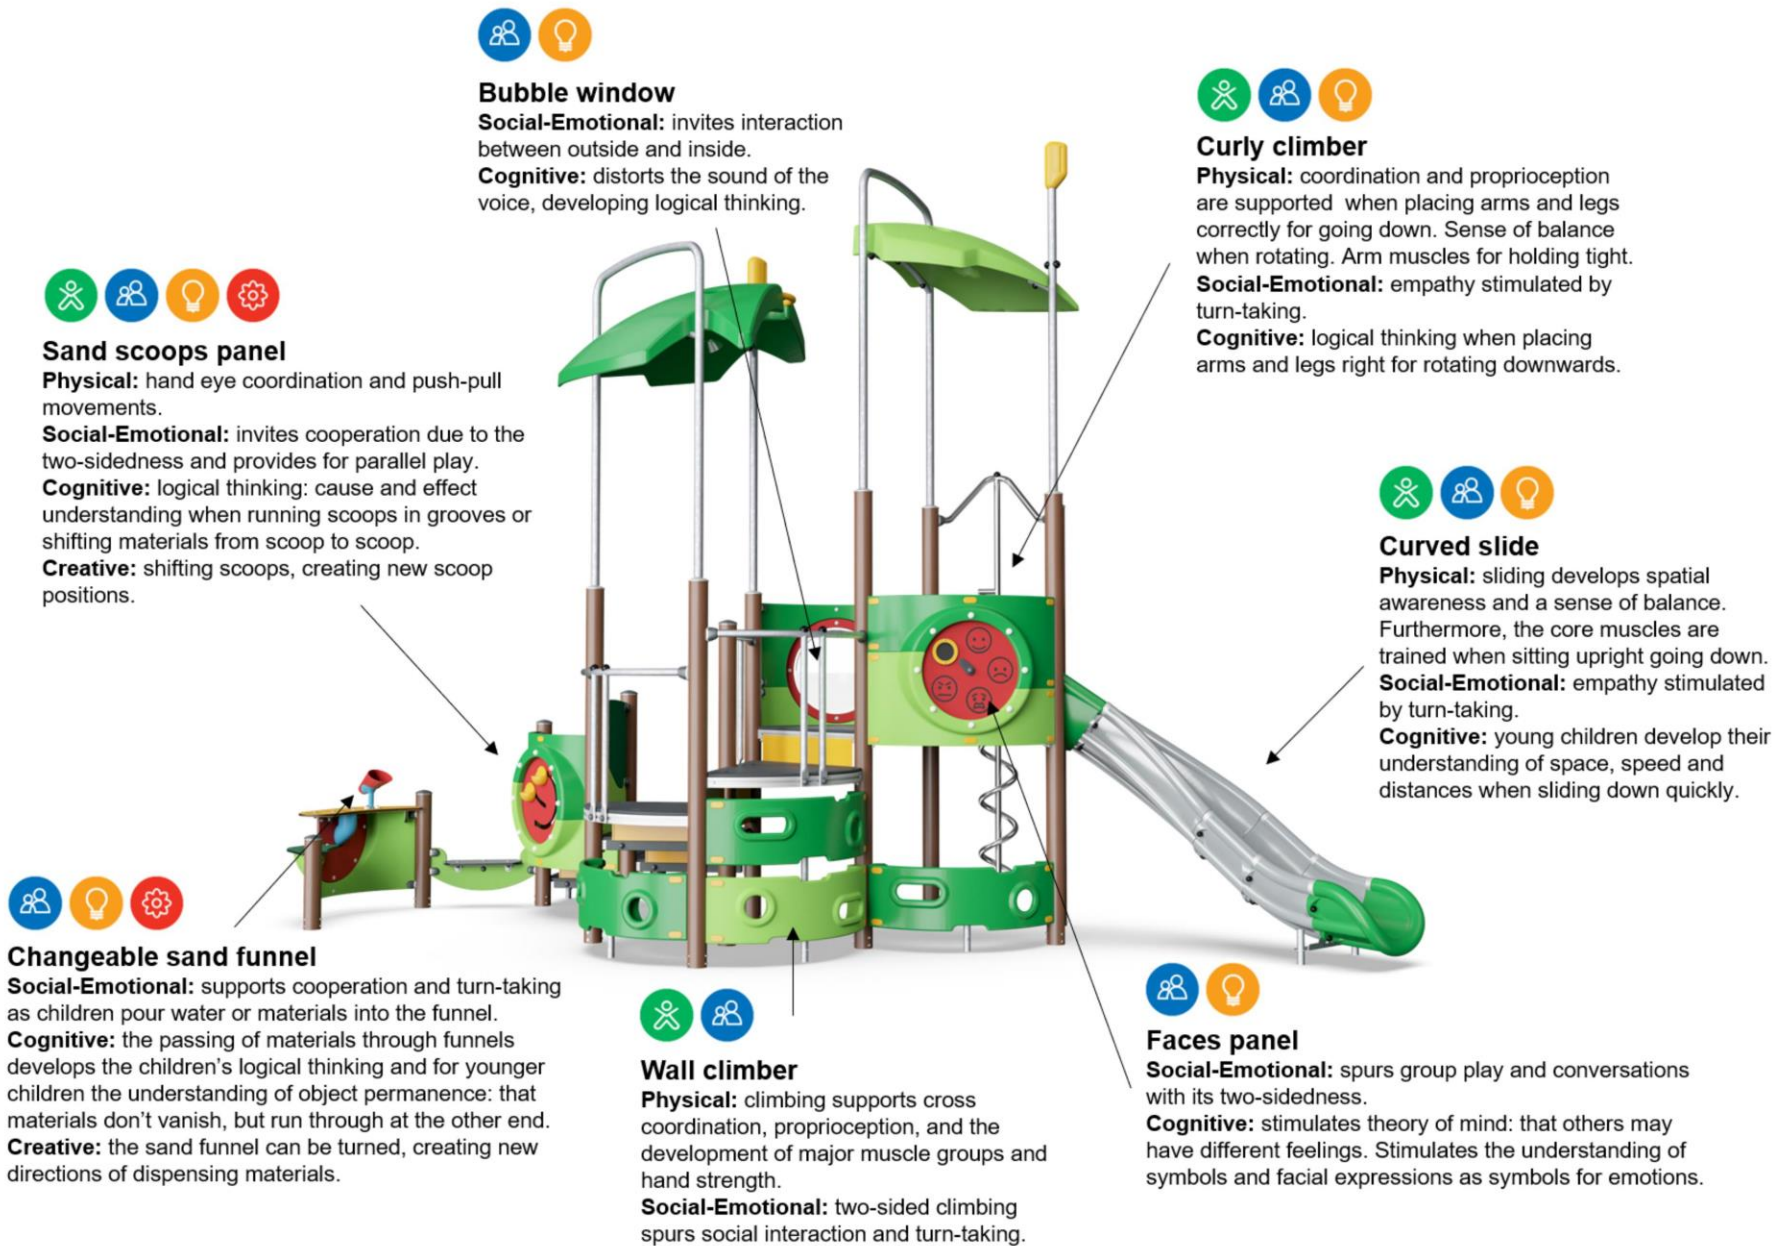 Bubble window
Social-Emotional: invites interaction
between outside and inside.
Cognitive: distorts the sound of the
voice, developing logical thinking.
Curly climber
Physical: coordination and proprioception
are supported when placing arms and legs
correctly for going down. Sense of balance
when rotating. Arm muscles for holding tight.
Social-Emotional: empathy stimulated by
turn-taking.
Cognitive: logical thinking when placing
arms and legs right for rotating downwards.
Sand scoops panel
Physical: hand eye coordination and push-pull
movements.
Social-Emotional: invites cooperation due to the
two-sidedness and provides for parallel play.
Cognitive: logical thinking: cause and effect
understanding when running scoops in grooves or
shifting materials from scoop to scoop.
Creative: shifting scoops, creating new scoop
positions.
Curved slide
Physical: sliding develops spatial
awareness and a sense of balance.
Furthermore, the core muscles are
trained when sitting upright going down.
Social-Emotional: empathy stimulated
by turn-taking.
Cognitive: young children develop their
understanding of space, speed and
distances when sliding down quickly.
Changeable sand funnel
Social-Emotional: supports cooperation and turn-taking
as children pour water or materials into the funnel.
Cognitive: the passing of materials through funnels
develops the children's logical thinking and for younger
children the understanding of object permanence: that
materials don't vanish, but run through at the other end.
Creative: the sand funnel can be turned, creating new
directions of dispensing materials.
Wall climber
Physical: climbing supports cross
coordination, proprioception, and the
development of major muscle groups and
hand strength.
Social-Emotional: two-sided climbing
spurs social interaction and turn-taking.
Faces panel
Social-Emotional: spurs group play and conversations
with its two-sidedness.
Cognitive: stimulates theory of mind: that others may
have different feelings. Stimulates the understanding of
symbols and facial expressions as symbols for emotions.